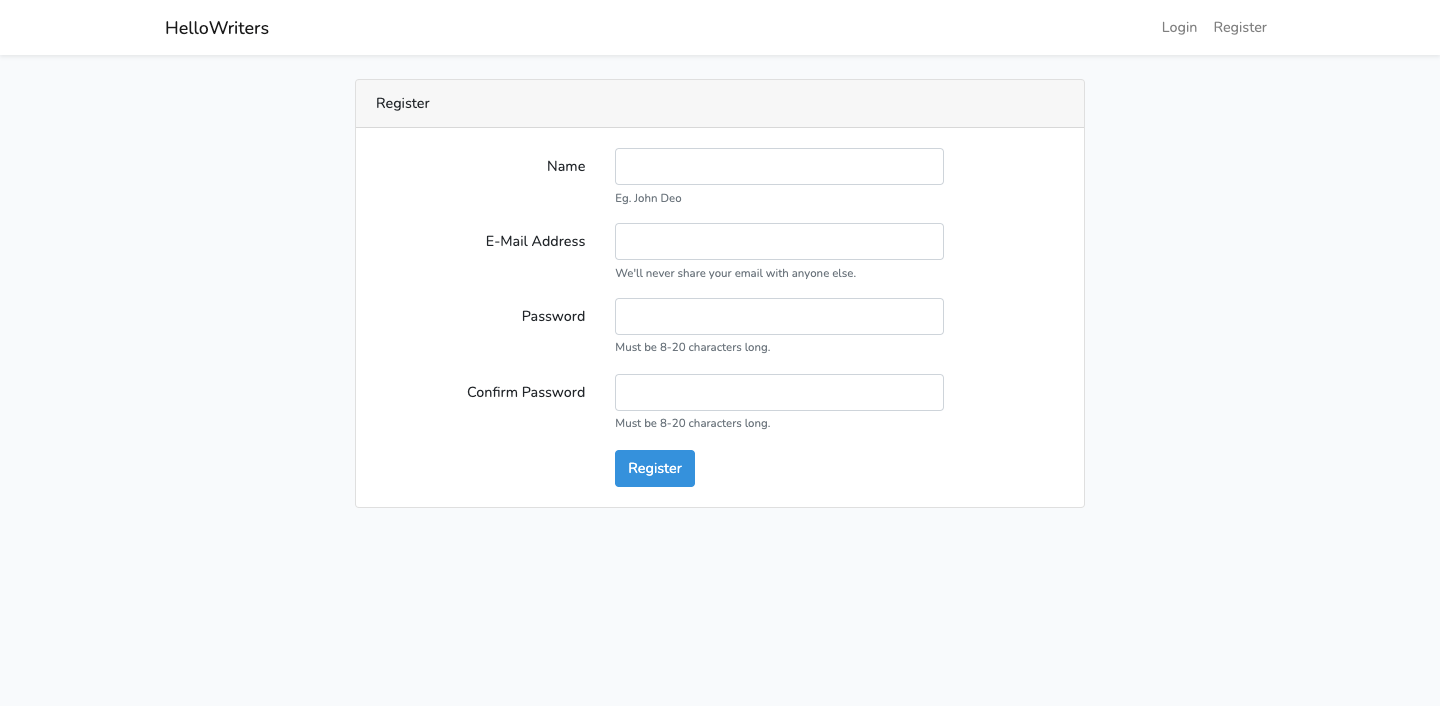 HelloWriters
Login Register
Register
Name
Eg. John Deo
E-Mail Address
We'll never share your email with anyone else.
Password
Must be 8-20 characters long.
Confirm Password
Must be 8-20 characters long.
Register